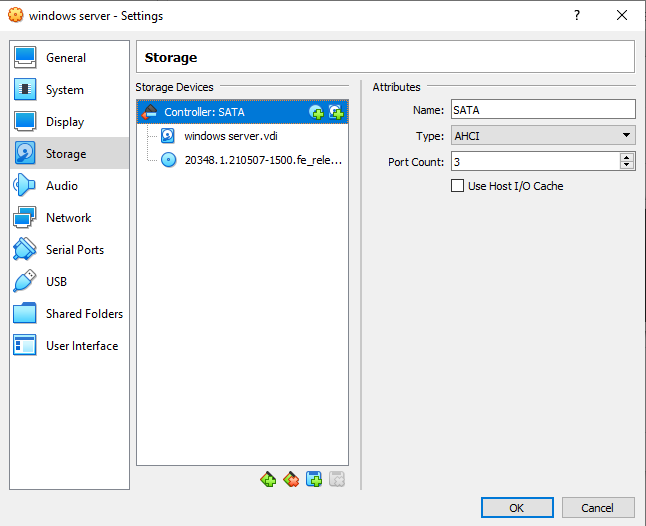 windows server - Settings
General
System
Display
Storage
Audio
Network
Serial Ports
USB
Shared Folders
User Interface
Storage
Storage Devices
Controller: SATA
windows server.vdi
20348.1.210507-1500.fe_rele...
Attributes
Name: SATA
Type: AHCI
Port Count: 3
Use Host I/O Cache
OK
Cancel